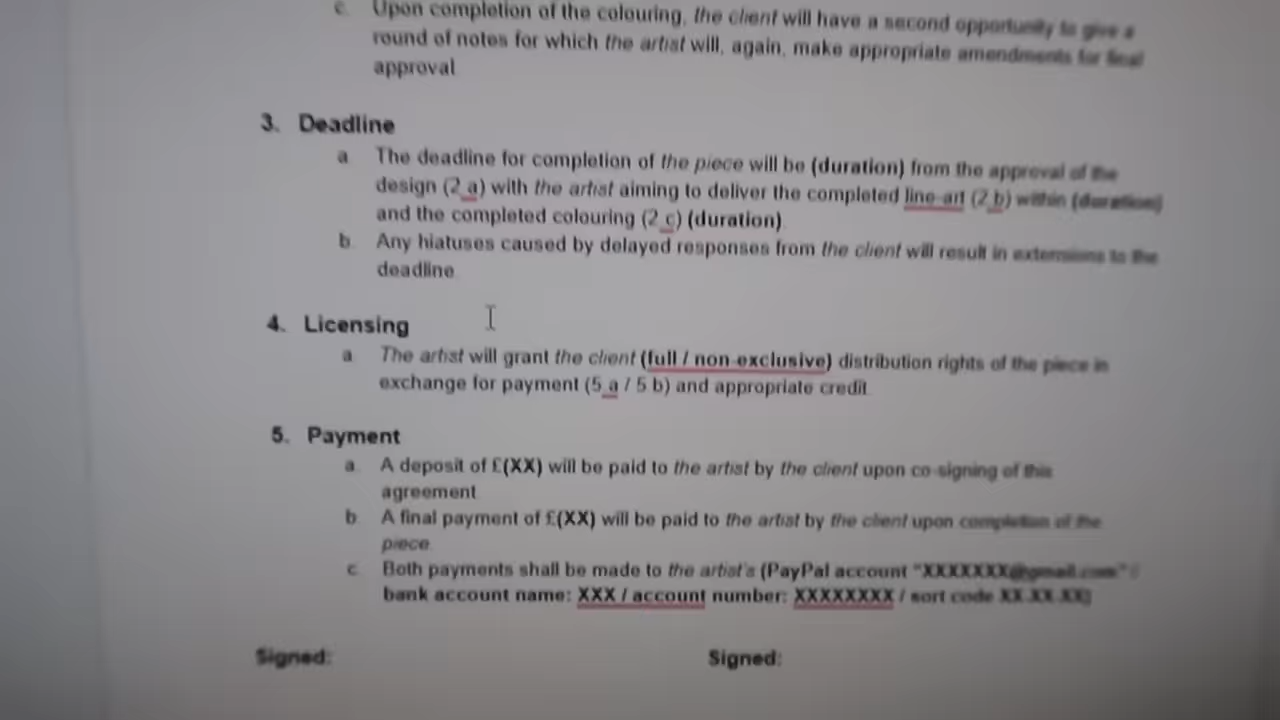 c. Upon completion of the colouring, the client will have a second opportunity to give a
round of notes for which the artist will, again, make appropriate amendments for final
approval
3. Deadline
a The deadline for completion of the piece will be (duration) from the approval of the
design (2 a) with the artist aiming to deliver the completed line-art (2 b) within (duration)
and the completed colouring (2 c) (duration).
b. Any hiatuses caused by delayed responses from the client will result in extensions to the
deadline.
4. Licensing
a The artist will grant the client (full / non-exclusive) distribution rights of the piece in
exchange for payment (5 a / 5 b) and appropriate credit.
5. Payment
a. A deposit of £(XX) will be paid to the artist by the client upon co-signing of this
agreement
b A final payment of £(XX) will be paid to the artist by the client upon completion of the
piece.
c. Both payments shall be made to the artist's (PayPal account "XXXXXXX@gmail.com" /
bank account name: XXX / account number: XXXXXXXX / sort code XX-XX-XX)
Signed: Signed: